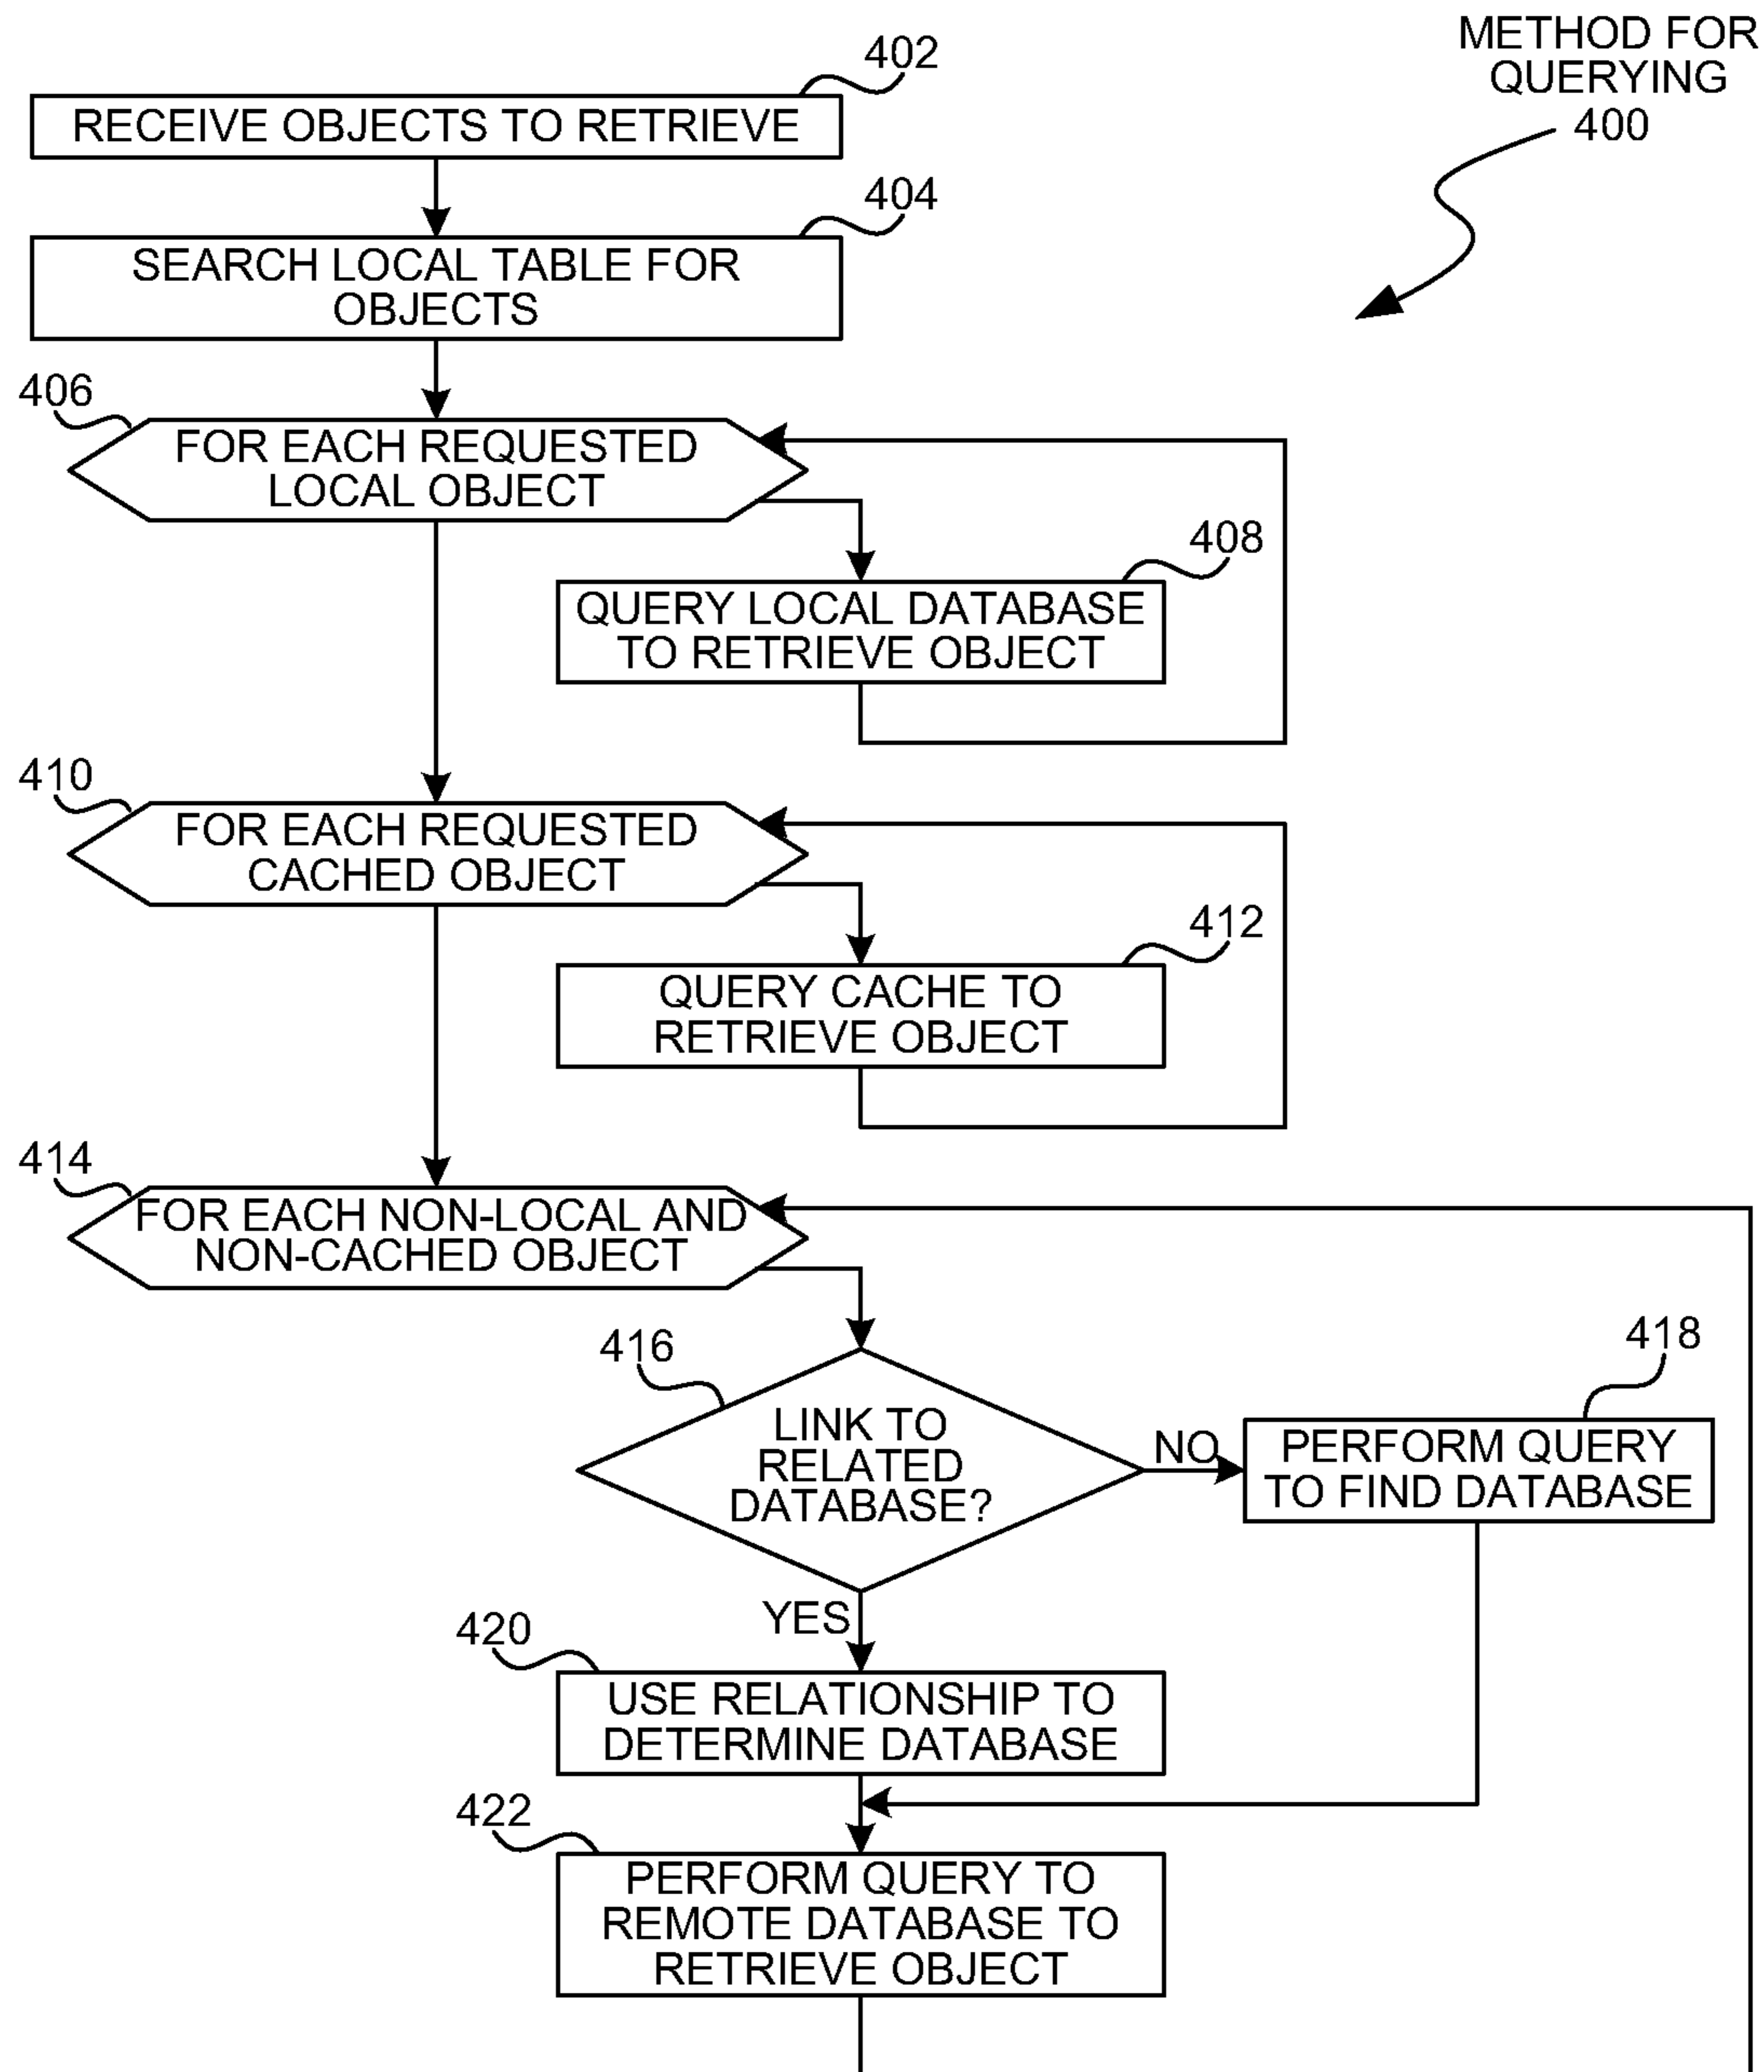 METHOD FOR
QUERYING
400
402
RECEIVE OBJECTS TO RETRIEVE
404
SEARCH LOCAL TABLE FOR
OBJECTS
406
FOR EACH REQUESTED
LOCAL OBJECT
408
QUERY LOCAL DATABASE
TO RETRIEVE OBJECT
410
FOR EACH REQUESTED
CACHED OBJECT
412
QUERY CACHE TO
RETRIEVE OBJECT
414
FOR EACH NON-LOCAL AND
NON-CACHED OBJECT
416
LINK TO
RELATED
DATABASE?
NO
418
PERFORM QUERY
TO FIND DATABASE
YES
420
USE RELATIONSHIP TO
DETERMINE DATABASE
422
PERFORM QUERY TO
REMOTE DATABASE TO
RETRIEVE OBJECT